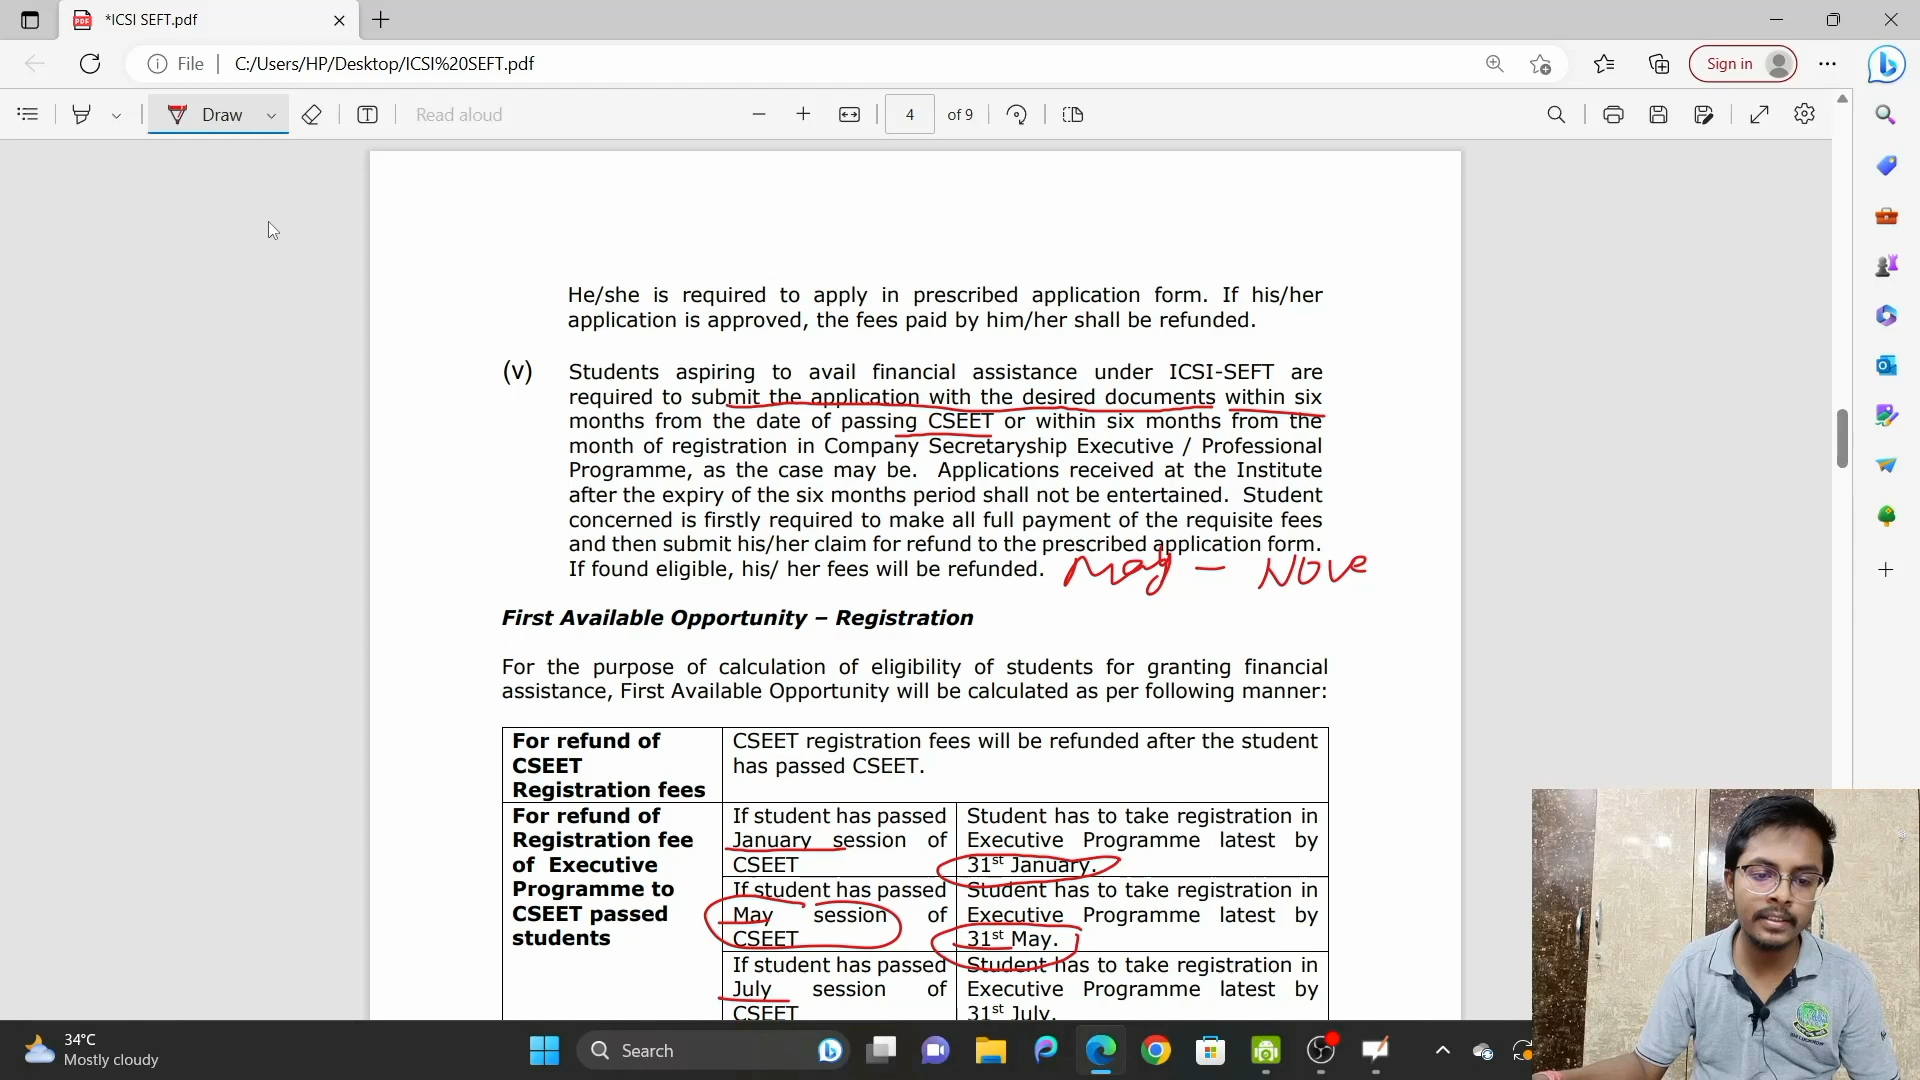 *ICSI SEFT.pdf
File
C:/Users/HP/Desktop/ICSI%20SEFT.pdf
Sign in
Draw
Read aloud
4 of 9
He/she is required to apply in prescribed application form. If his/her
application is approved, the fees paid by him/her shall be refunded.
(v) Students aspiring to avail financial assistance under ICSI-SEFT are
required to submit the application with the desired documents within six
months from the date of passing CSEET or within six months from the
month of registration in Company Secretaryship Executive / Professional
Programme, as the case may be. Applications received at the Institute
after the expiry of the six months period shall not be entertained. Student
concerned is firstly required to make all full payment of the requisite fees
and then submit his/her claim for refund to the prescribed application form.
If found eligible, his/ her fees will be refunded. May - Nove
First Available Opportunity – Registration
For the purpose of calculation of eligibility of students for granting financial
assistance, First Available Opportunity will be calculated as per following manner:
For refund of
CSEET
Registration fees
CSEET registration fees will be refunded after the student
has passed CSEET.
For refund of
Registration fee
of Executive
Programme to
CSEET passed
students
If student has passed
January session of
CSEET
Student has to take registration in
Executive Programme latest by
31st January.
If student has passed
May session of
CSEET
Student has to take registration in
Executive Programme latest by
31st May.
If student has passed
July session of
CSEET
Student has to take registration in
Executive Programme latest by
31st July.
34°C
Mostly cloudy
Search